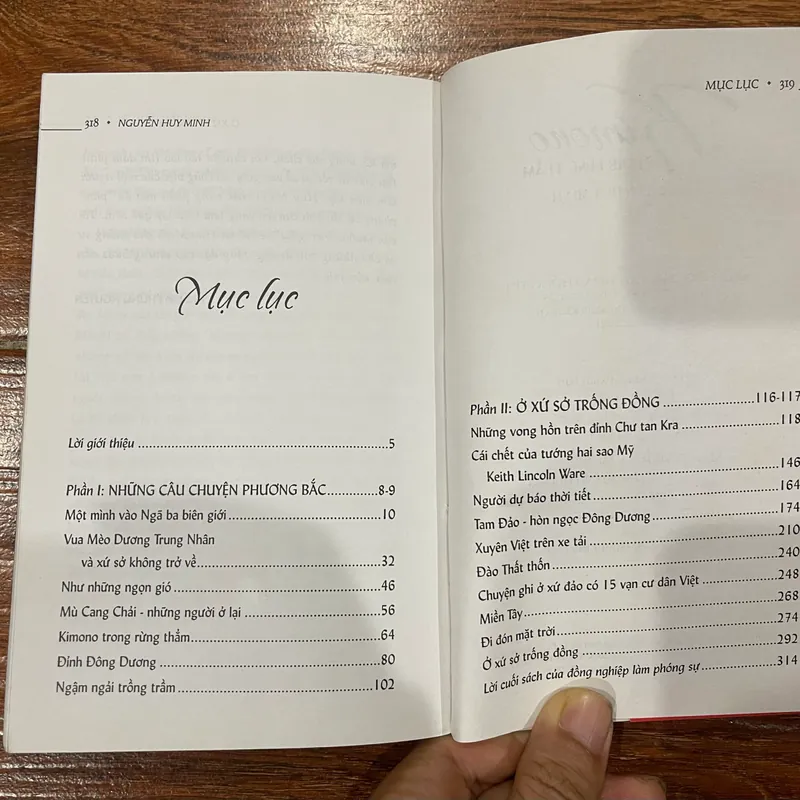 318 • NGUYỄN HUY MINH
Mục lục
Lời giới thiệu ........ 5
Phần I: NHỮNG CÂU CHUYỆN PHƯƠNG BẮC ........ 8-9
Một mình vào Ngã ba biên giới ........ 10
Vua Mèo Dương Trung Nhân
và xứ sở không trở về ........ 32
Như những ngọn gió ........ 46
Mù Cang Chải - những người ở lại ........ 56
Kimono trong rừng thẳm ........ 64
Đỉnh Đông Dương ........ 80
Ngậm ngải trồng trầm ........ 102
MỤC LỤC • 319
Kimono
Phần II: Ở XỨ SỞ TRỐNG ĐỒNG ........ 116-117
Những vong hồn trên đỉnh Chư tan Kra ........ 118
Cái chết của tướng hai sao Mỹ
Keith Lincoln Ware ........ 146
Người dự báo thời tiết ........ 164
Tam Đảo - hòn ngọc Đông Dương ........ 174
Xuyên Việt trên xe tải ........ 210
Đào Thất thốn ........ 240
Chuyện ghi ở xứ đảo có 15 vạn cư dân Việt ........ 248
Miền Tây ........ 268
Đi đón mặt trời ........ 274
Ở xứ sở trống đồng ........ 292
Lời cuối sách của đồng nghiệp làm phóng sự ........ 314